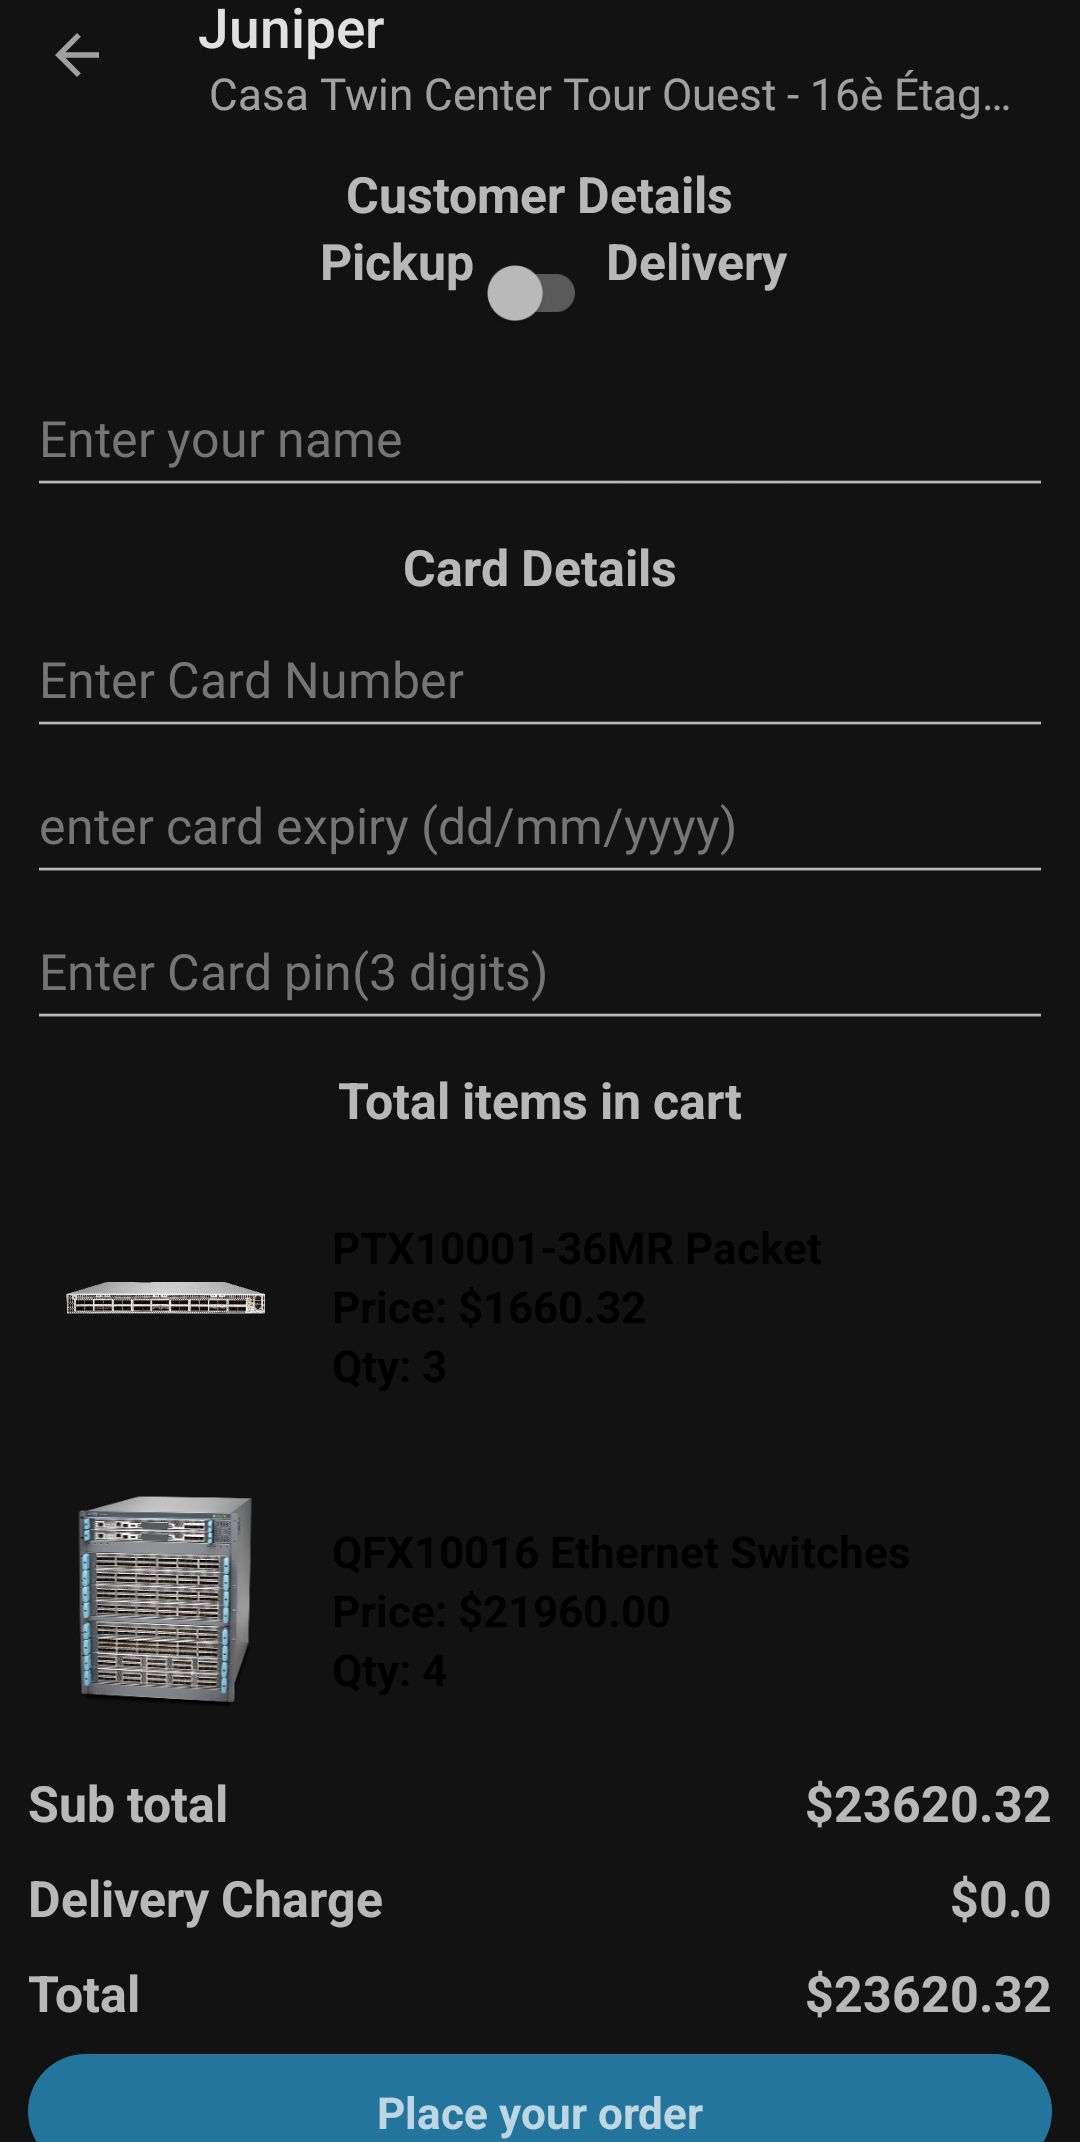 Juniper
Casa Twin Center Tour Ouest - 16è Étag...
Customer Details
Pickup
Delivery
Enter your name
Card Details
Enter Card Number
enter card expiry (dd/mm/yyyy)
Enter Card pin(3 digits)
Total items in cart
PTX10001-36MR Packet
Price: $1660.32
Qty: 3
QFX10016 Ethernet Switches
Price: $21960.00
Qty: 4
Sub total $23620.32
Delivery Charge $0.0
Total $23620.32
Place your order